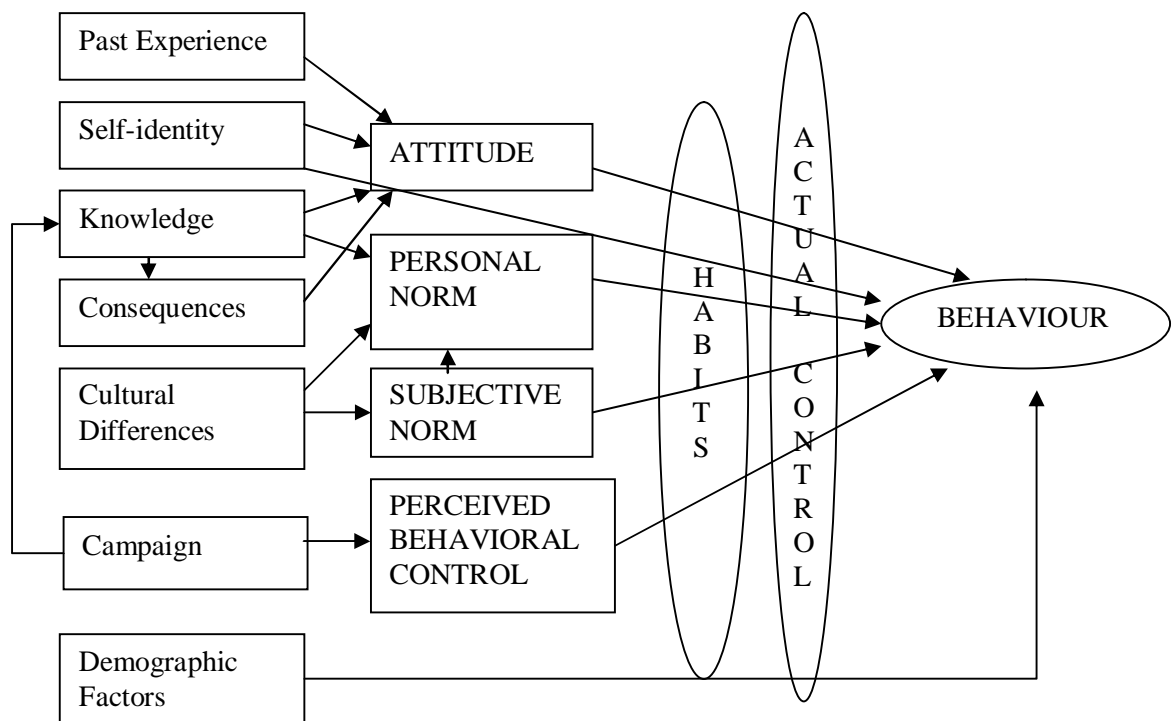 Past Experience
Self-identity
Knowledge
Consequences
Cultural
Differences
Campaign
Demographic
Factors
ATTITUDE
PERSONAL
NORM
SUBJECTIVE
NORM
PERCEIVED
BEHAVIORAL
CONTROL
HABITS
ACTUAL CONTROL
BEHAVIOUR